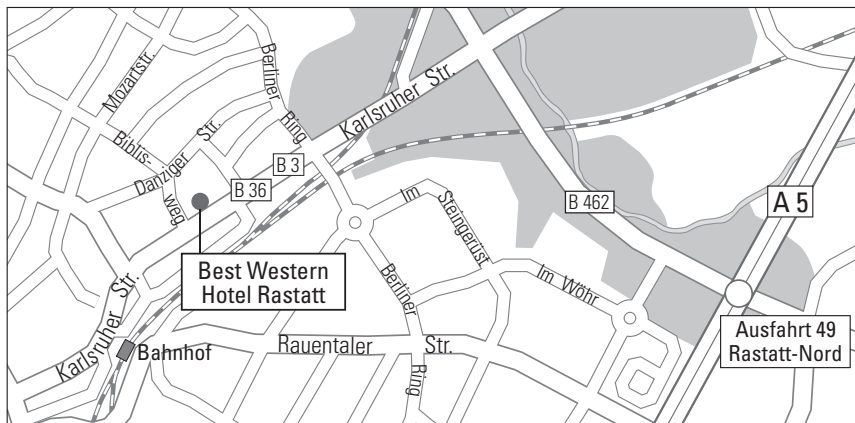 Mozartstr.
Berliner
Ring
Karlsruher Str.
Biblis-
weg
Danziger Str.
B 3
B 36
Im
Steingerüst
B 462
A 5
Best Western
Hotel Rastatt
Berliner
Ring
Im Wöhr
Karlsruher Str.
Bahnhof
Rauentaler Str.
Ausfahrt 49
Rastatt-Nord